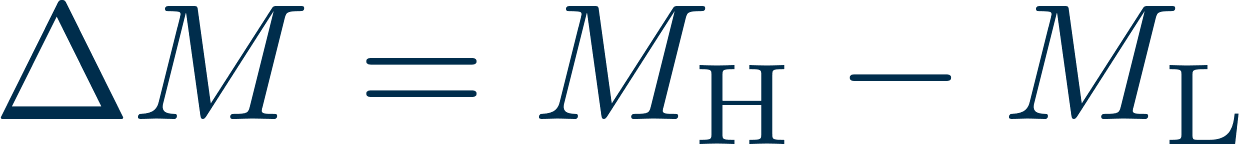 ΔM = M_H − M_L